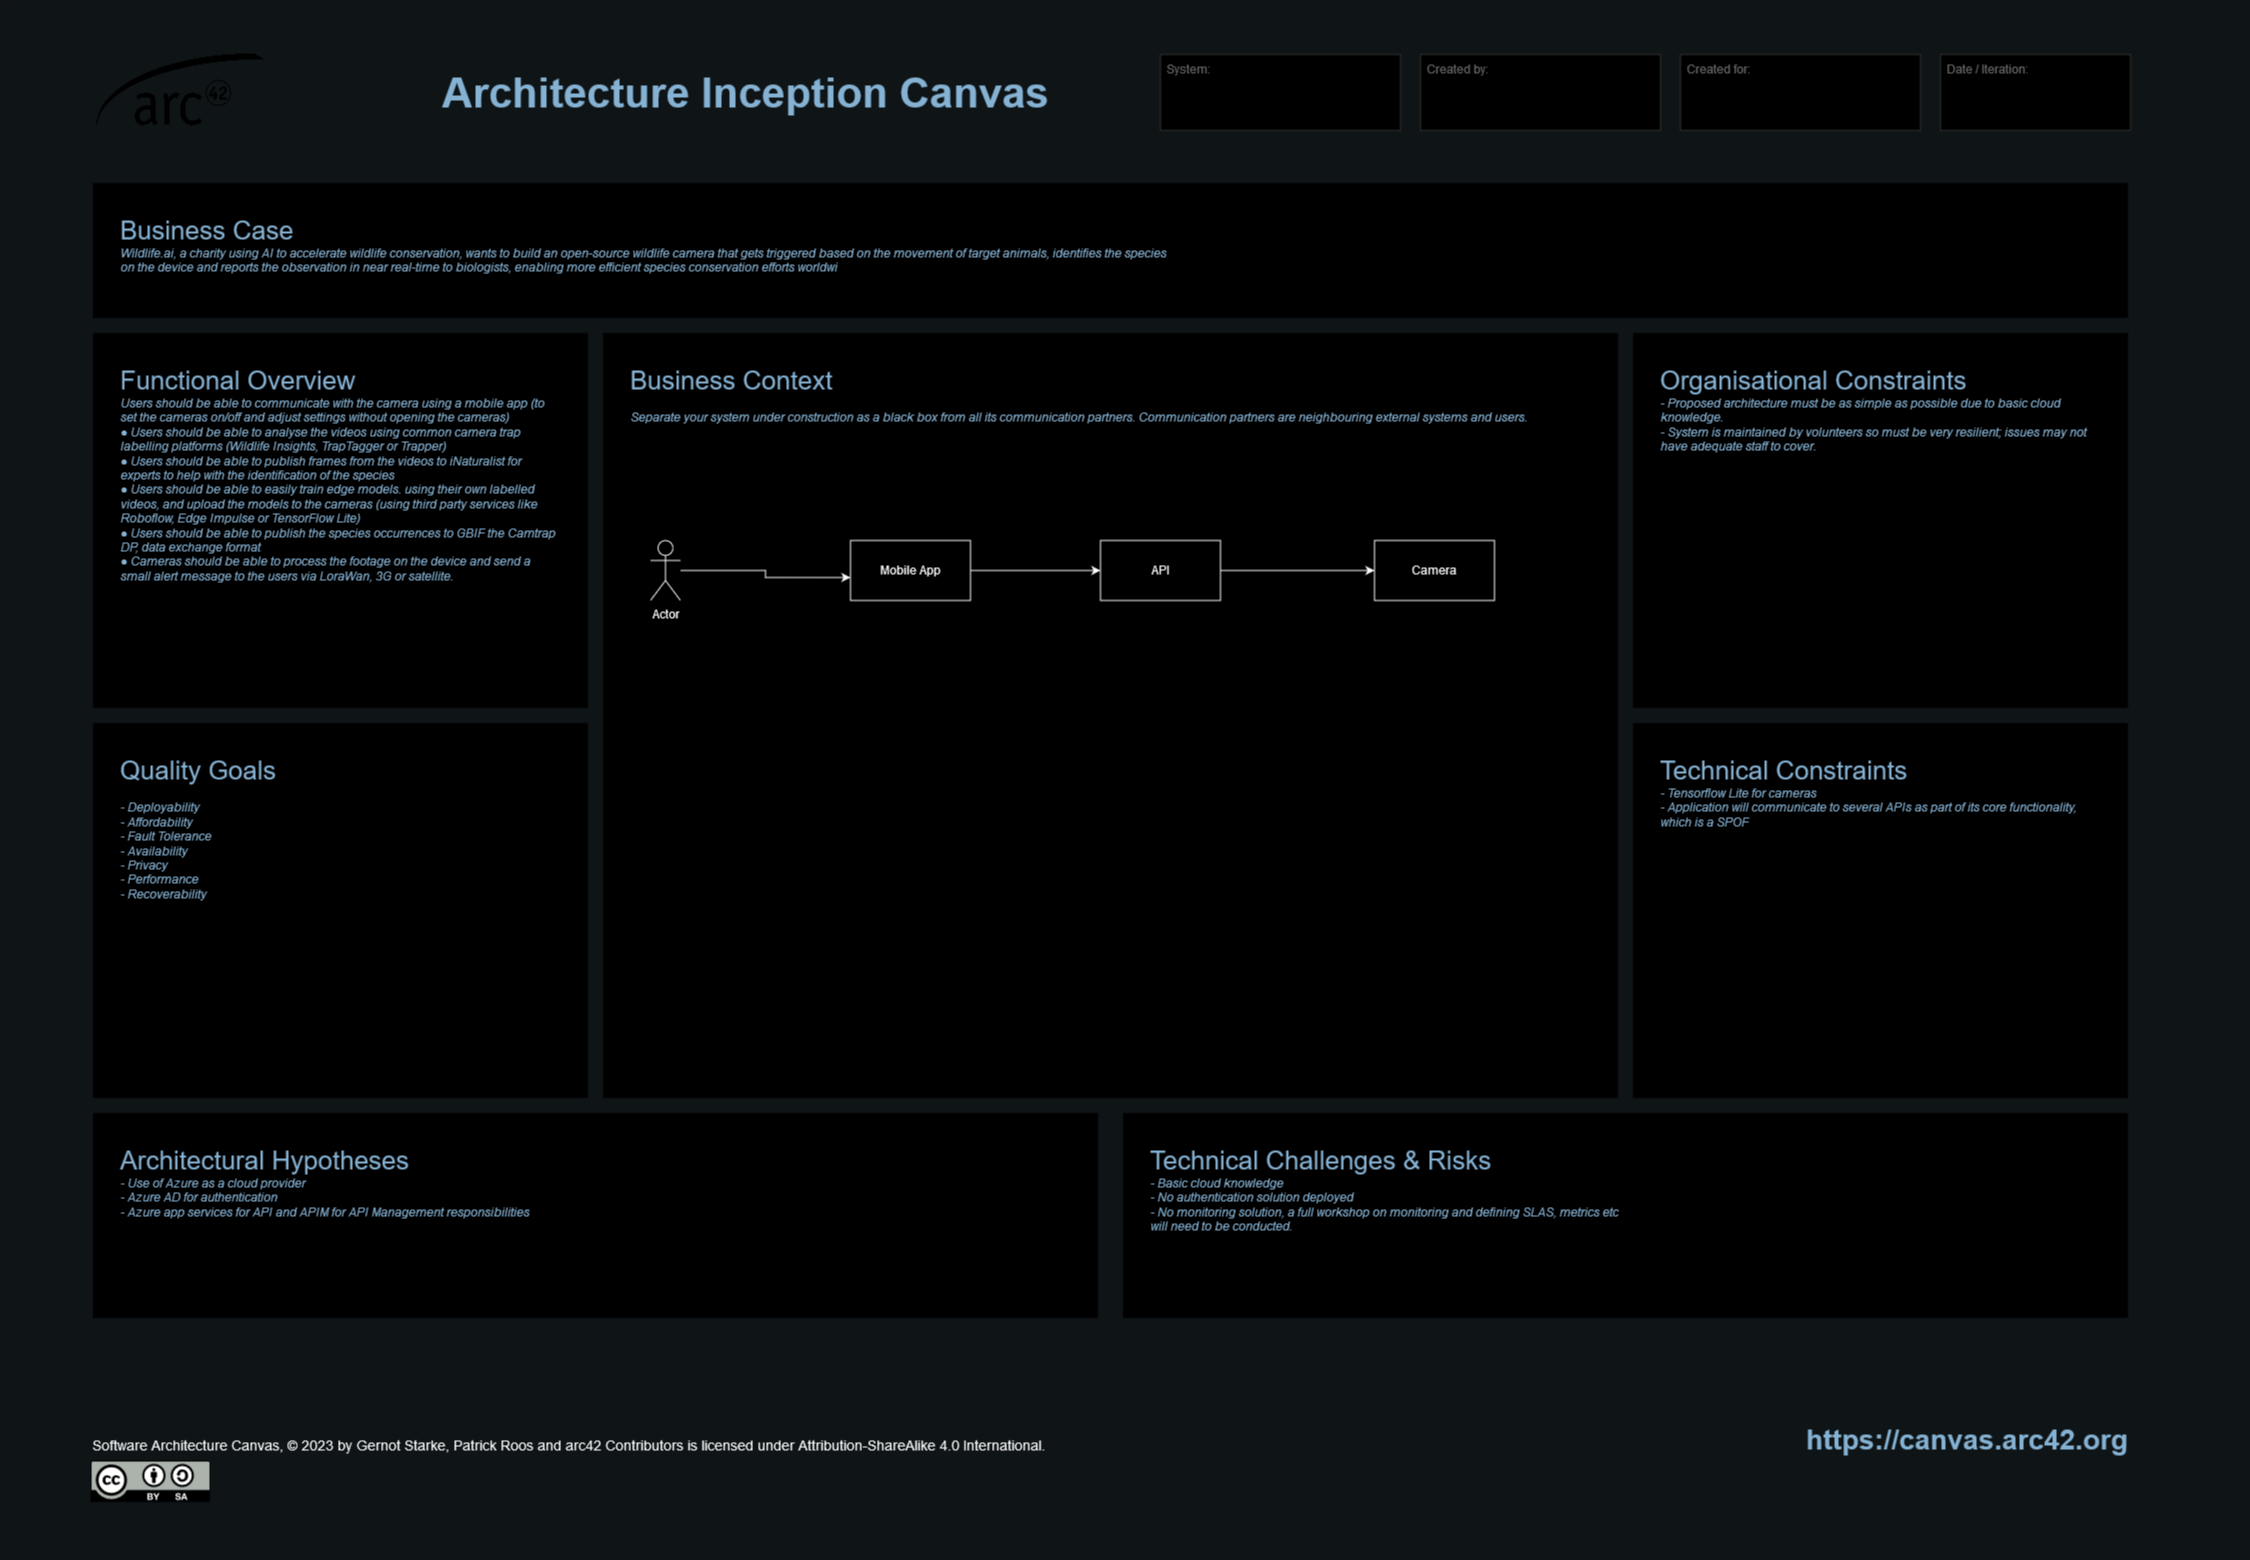 arc 42
Architecture Inception Canvas
System:
Created by:
Created for:
Date / Iteration:
Business Case
Wildlife.ai, a charity using AI to accelerate wildlife conservation, wants to build an open-source wildlife camera that gets triggered based on the movement of target animals, identifies the species
on the device and reports the observation in near real-time to biologists, enabling more efficient species conservation efforts worldwi
Functional Overview
Users should be able to communicate with the camera using a mobile app (to
set the cameras on/off and adjust settings without opening the cameras)
● Users should be able to analyse the videos using common camera trap
labelling platforms (Wildlife Insights, TrapTagger or Trapper)
● Users should be able to publish frames from the videos to iNaturalist for
experts to help with the identification of the species
● Users should be able to easily train edge models. using their own labelled
videos, and upload the models to the cameras (using third party services like
Roboflow, Edge Impulse or TensorFlow Lite)
● Users should be able to publish the species occurrences to GBIF the Camtrap
DP, data exchange format
● Cameras should be able to process the footage on the device and send a
small alert message to the users via LoraWan, 3G or satellite.
Business Context
Separate your system under construction as a black box from all its communication partners. Communication partners are neighbouring external systems and users.
Actor
Mobile App
API
Camera
Organisational Constraints
- Proposed architecture must be as simple as possible due to basic cloud
knowledge.
- System is maintained by volunteers so must be very resilient; issues may not
have adequate staff to cover.
Quality Goals
- Deployability
- Affordability
- Fault Tolerance
- Availability
- Privacy
- Performance
- Recoverability
Technical Constraints
- Tensorflow Lite for cameras
- Application will communicate to several APIs as part of its core functionality,
which is a SPOF
Architectural Hypotheses
- Use of Azure as a cloud provider
- Azure AD for authentication
- Azure app services for API and APIM for API Management responsibilities
Technical Challenges & Risks
- Basic cloud knowledge
- No authentication solution deployed
- No monitoring solution, a full workshop on monitoring and defining SLAS, metrics etc
will need to be conducted.
Software Architecture Canvas, © 2023 by Gernot Starke, Patrick Roos and arc42 Contributors is licensed under Attribution-ShareAlike 4.0 International.
https://canvas.arc42.org
cc
BY SA